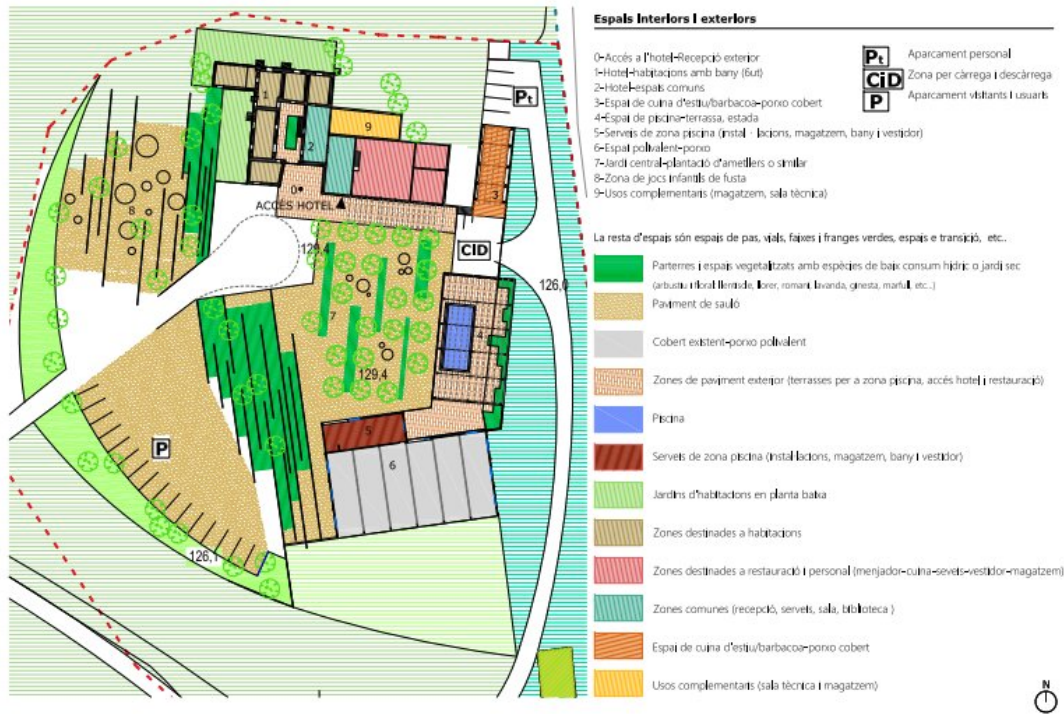 Espais interiors i exteriors
0-Accés a l'hotel-Recepció exterior
1-Hotel-habitacions amb bany (6ut)
2-Hotel-espais comuns
3-Espai de cuina d'estiu/barbacoa-porxo cobert
4-Espai de piscina-terrassa, estada
5-Serveis de zona piscina (instal·lacions, magatzem, bany i vestidor)
6-Espai polivalent-porxo
7-Jardí central-plantació d'ametllers o similar
8-Zona de jocs infantils de fusta
9-Usos complementaris (magatzem, sala tècnica)
Pt Aparcament personal
CiD Zona per càrrega i descàrrega
P Aparcament visitants i usuaris
La resta d'espais són espais de pas, vials, faixes i franges verdes, espais e transició, etc..
Parterres i espais vegetalitzats amb espècies de baix consum hídric o jardí sec
(arbustiu i floral llentiscle, llorer, romaní, lavanda, ginesta, marfull, etc..)
Paviment de sauló
Cobert existent-porxo polivalent
Zones de paviment exterior (terrasses per a zona piscina, accés hotel i restauració)
Piscina
Serveis de zona piscina (instal·lacions, magatzem, bany i vestidor)
Jardins d'habitacions en planta baixa
Zones destinades a habitacions
Zones destinades a restauració i personal (menjador-cuina-seveis-vestidor-magatzem)
Zones comunes (recepció, serveis, sala, biblioteca )
Espai de cuina d'estiu/barbacoa-porxo cobert
Usos complementaris (sala tècnica i magatzem)
N
1
Pt
9
2
3
0
8
ACCÉS HOTEL
129,4
CiD
126,0
4
7
129,4
5
P
6
126,1